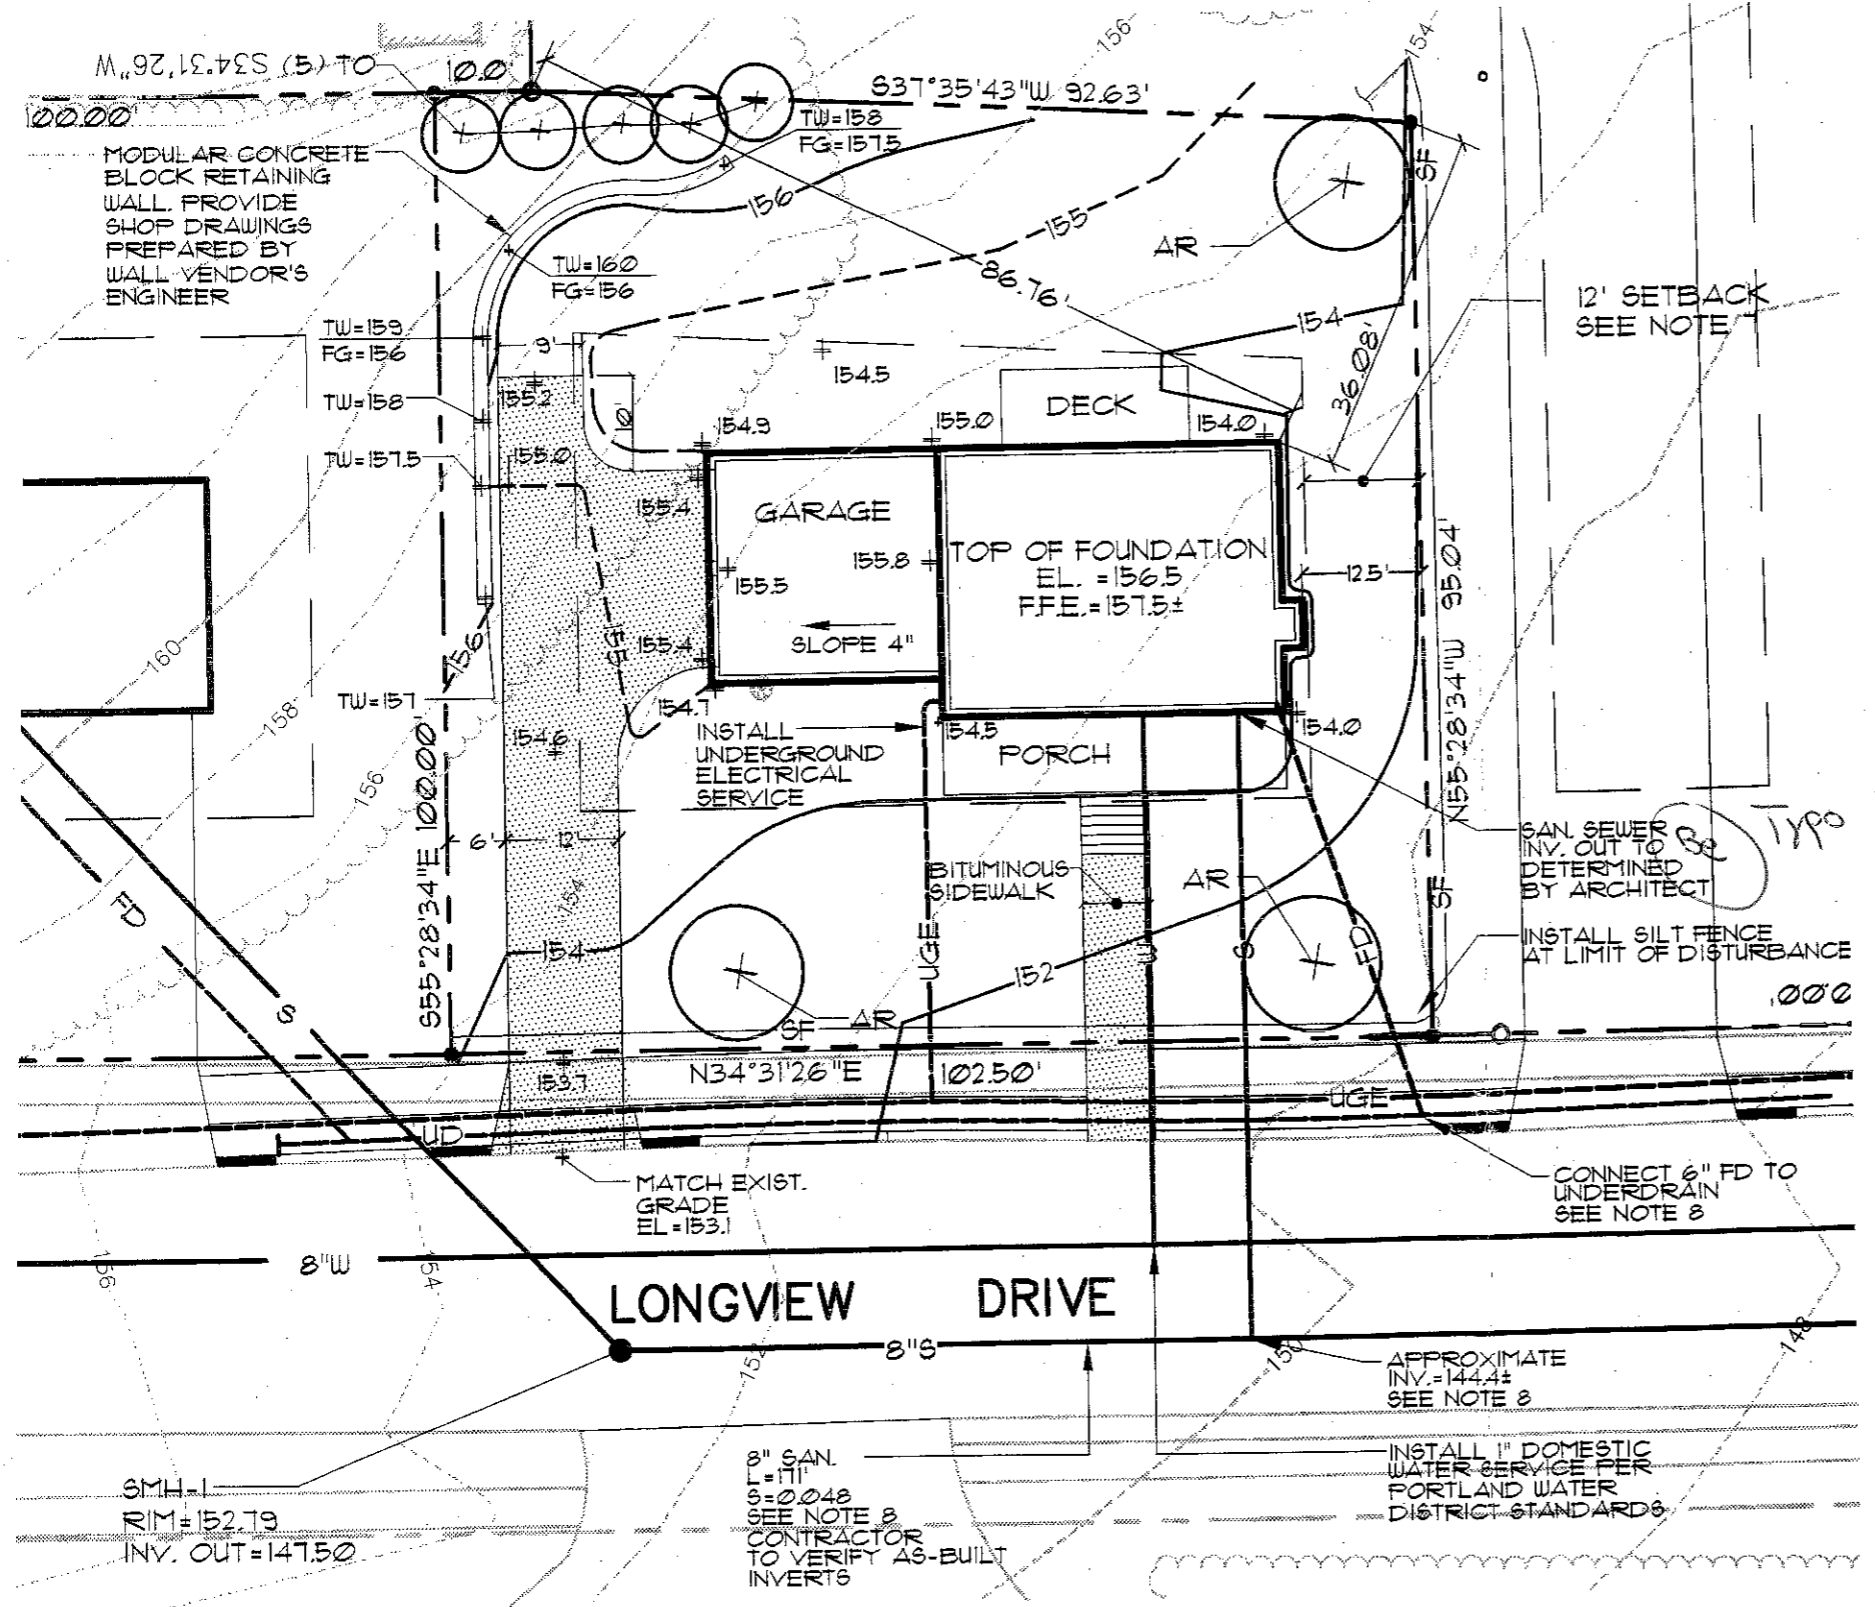 S34°31'26"W
(5) TO
10.0'
100.00'
S37°35'43"W 92.63'
156
154
TW=158
FG=157.5
MODULAR CONCRETE
BLOCK RETAINING
WALL. PROVIDE
SHOP DRAWINGS
PREPARED BY
WALL VENDOR'S
ENGINEER
SF
156
155
AR
86.76'
TW=160
FG=156
12' SETBACK
SEE NOTE
TW=159
FG=156
9'
154
154.5
36.08'
TW=158
155.2
10'
DECK
154.9
155.0
154.0
TW=157.5
155.0
155.4
GARAGE
TOP OF FOUNDATION
EL. =156.5
F.F.E.=157.5±
155.8
155.5
12.5'
N55°28'34"W 95.04'
SLOPE 4"
155.4
155
156
160
158
156
TW=157
154.7
154.6
INSTALL
UNDERGROUND
ELECTRICAL
SERVICE
154.5
PORCH
154.0
S55°28'34"E 100.00'
6'
12'
154
SAN. SEWER
INV. OUT TO
DETERMINED
BY ARCHITECT
Be
Typo
BITUMINOUS
SIDEWALK
AR
SF
FD
154
UGE
W
S
FD
INSTALL SILT FENCE
AT LIMIT OF DISTURBANCE
152
S
SF
AR
153.7
N34°31'26"E 102.50'
UGE
UD
MATCH EXIST.
GRADE
EL=153.1
CONNECT 6" FD TO
UNDERDRAIN
SEE NOTE 8
156
154
8"W
LONGVIEW DRIVE
8"S
152
150
148
APPROXIMATE
INV.=144.4±
SEE NOTE 8
SMH-1
RIM=152.79
INV. OUT=147.50
8" SAN.
L=171'
S=0.048
SEE NOTE 8
CONTRACTOR
TO VERIFY AS-BUILT
INVERTS
INSTALL 1" DOMESTIC
WATER SERVICE PER
PORTLAND WATER
DISTRICT STANDARDS